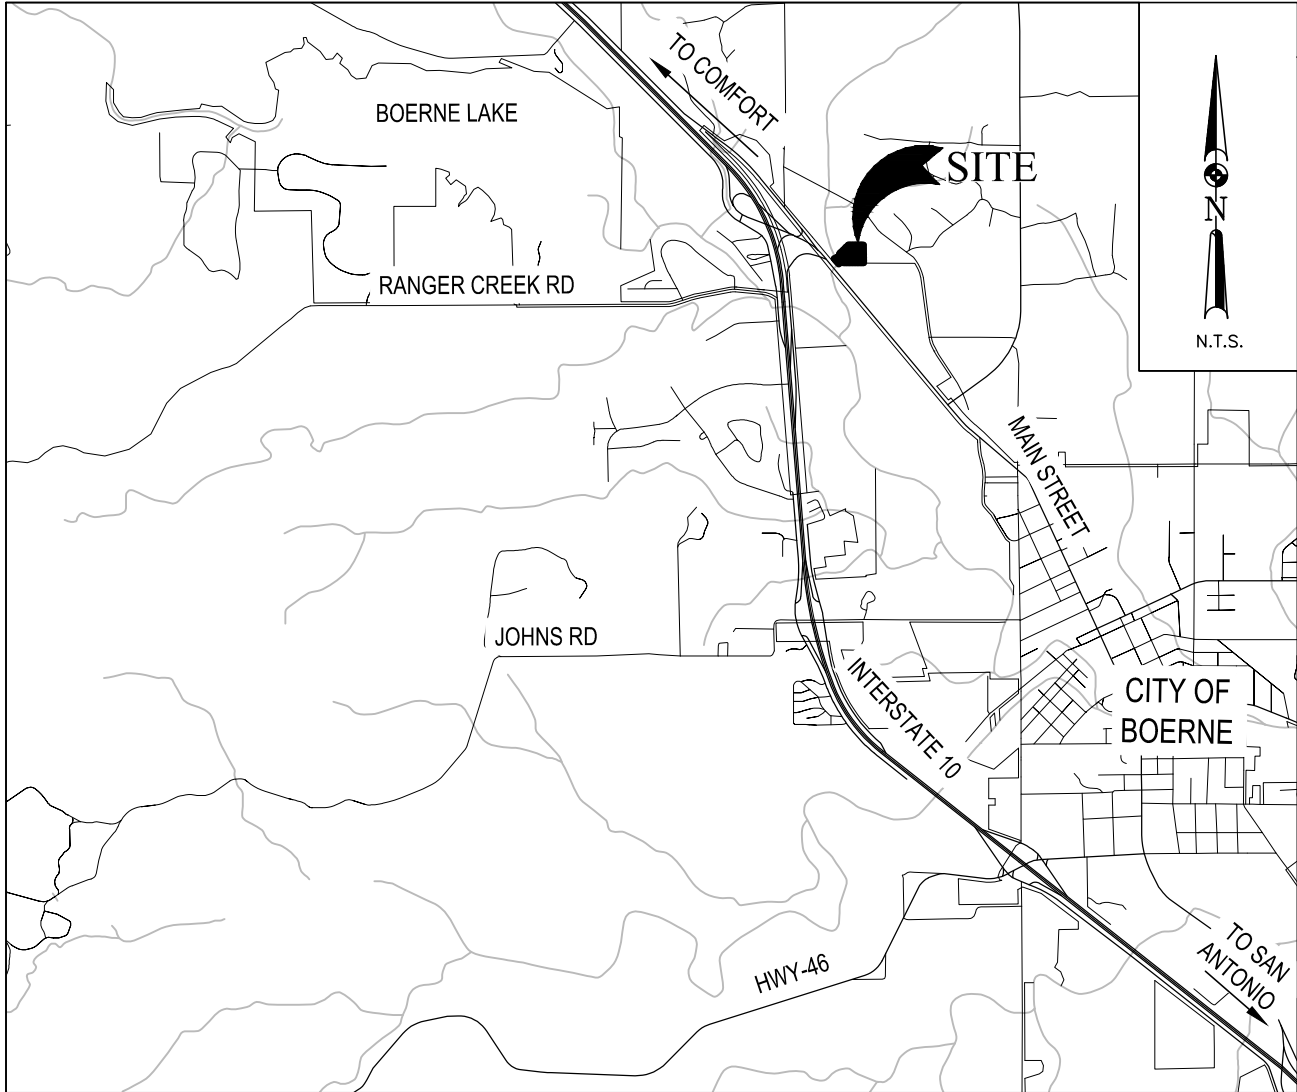 TO COMFORT
BOERNE LAKE
SITE
N
RANGER CREEK RD
N.T.S.
MAIN STREET
JOHNS RD
INTERSTATE 10
CITY OF
BOERNE
HWY-46
TO SAN
ANTONIO